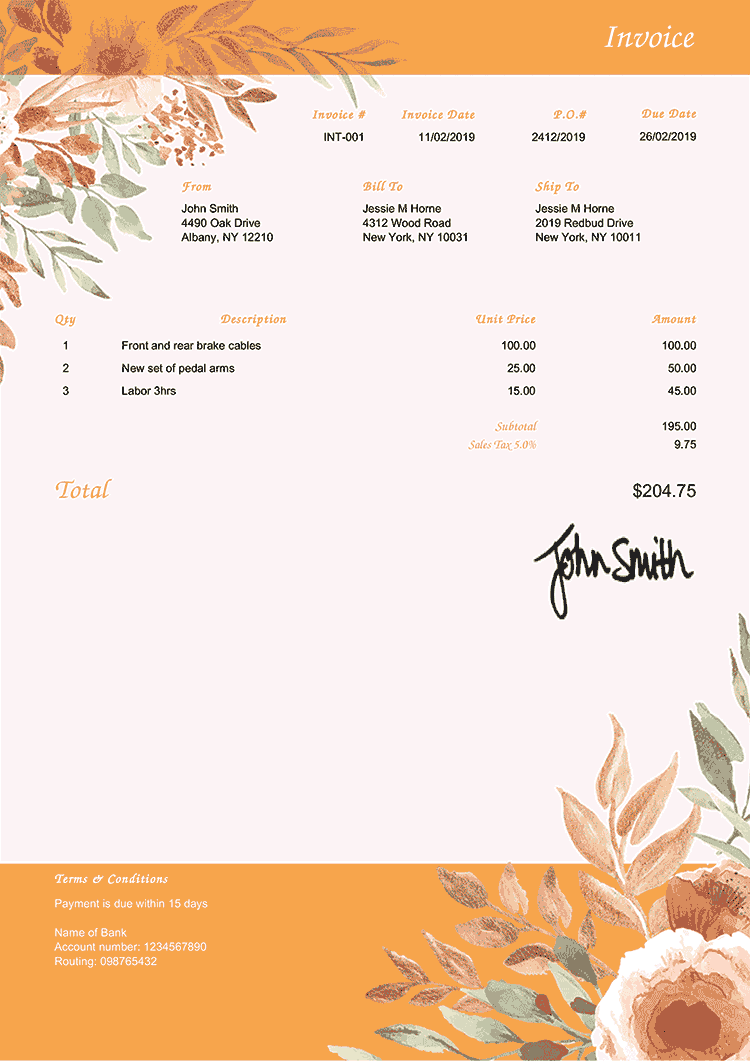 Invoice
Invoice # Invoice Date P.O.# Due Date
INT-001 11/02/2019 2412/2019 26/02/2019
From Bill To Ship To
John Smith Jessie M Horne Jessie M Horne
4490 Oak Drive 4312 Wood Road 2019 Redbud Drive
Albany, NY 12210 New York, NY 10031 New York, NY 10011
Qty Description Unit Price Amount
1 Front and rear brake cables 100.00 100.00
2 New set of pedal arms 25.00 50.00
3 Labor 3hrs 15.00 45.00
Subtotal 195.00
Sales Tax 5.0% 9.75
Total $204.75
John Smith
Terms & Conditions
Payment is due within 15 days
Name of Bank
Account number: 1234567890
Routing: 098765432